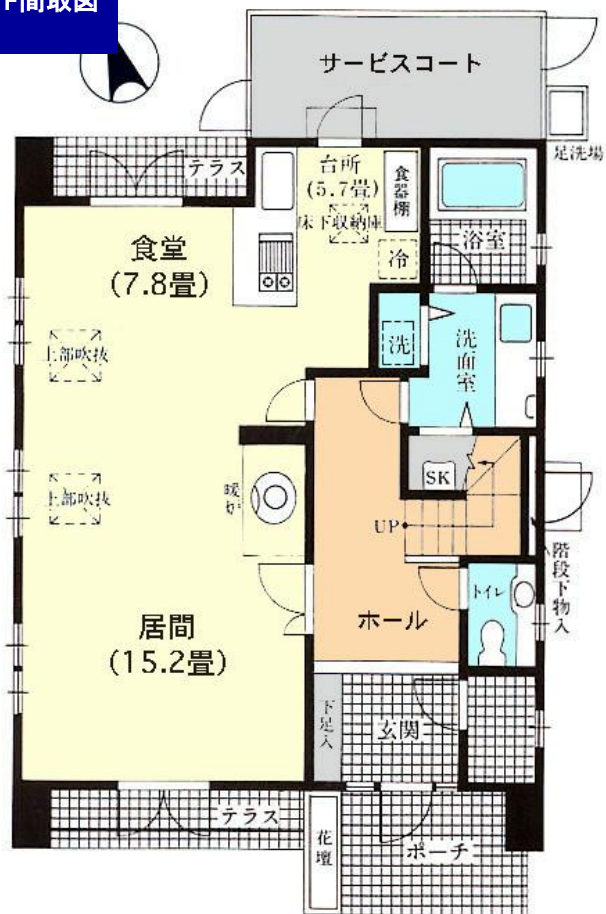 F間取図
サービスコート
足洗場
テラス
台所
(5.7畳)
床下収納庫
食器棚
冷
浴室
食堂
(7.8畳)
上部吹抜
洗
洗面室
上部吹抜
暖炉
SK
UP
階段下物入
トイレ
ホール
居間
(15.2畳)
下足入
玄関
テラス
花壇
ポーチ